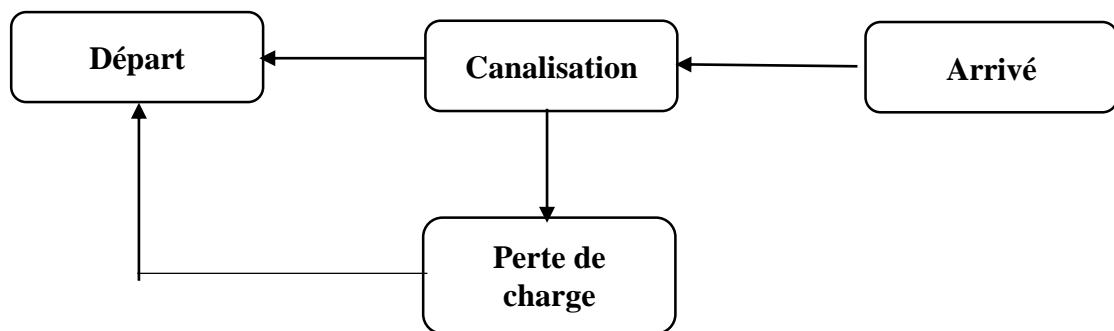 Départ
Canalisation
Arrivé
Perte de
charge